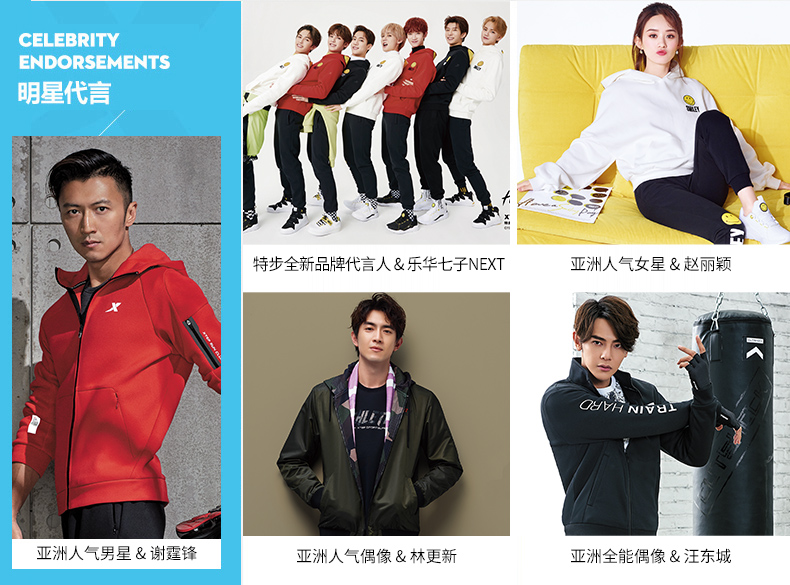 CELEBRITY
ENDORSEMENTS
明星代言
亚洲人气男星 & 谢霆锋
SMILEY
特步全新品牌代言人 & 乐华七子NEXT
亚洲人气女星 & 赵丽颖
TRAIN HARD
亚洲人气偶像 & 林更新
亚洲全能偶像 & 汪东城